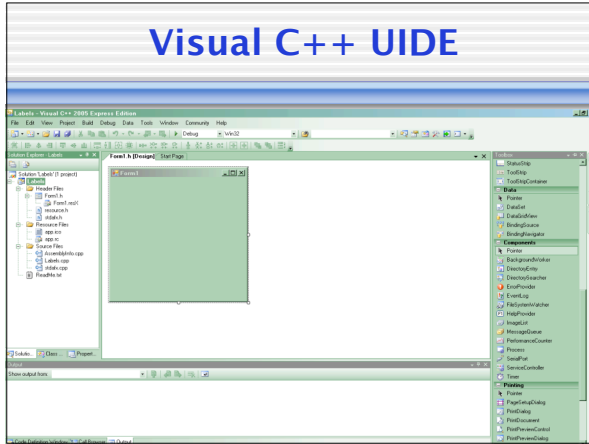 Visual C++ UIDE
Labels - Visual C++ 2005 Express Edition
File Edit View Project Build Debug Data Tools Window Community Help
Debug Win32
Solution Explorer - Labels
Form1.h [Design] Start Page
Solution 'Labels' (1 project)
Labels
Header Files
Form1.h
Form1.resX
resource.h
stdafx.h
Resource Files
app.ico
app.rc
Source Files
AssemblyInfo.cpp
Labels.cpp
stdafx.cpp
ReadMe.txt
Form1
Solutio... Class ... Propert...
Output
Show output from:
Code Definition Window Call Browser Output
Toolbox
StatusStrip
ToolStrip
ToolStripContainer
Data
Pointer
DataSet
DataGridView
BindingSource
BindingNavigator
Components
Pointer
BackgroundWorker
DirectoryEntry
DirectorySearcher
ErrorProvider
EventLog
FileSystemWatcher
HelpProvider
ImageList
MessageQueue
PerformanceCounter
Process
SerialPort
ServiceController
Timer
Printing
Pointer
PageSetupDialog
PrintDialog
PrintDocument
PrintPreviewControl
PrintPreviewDialog